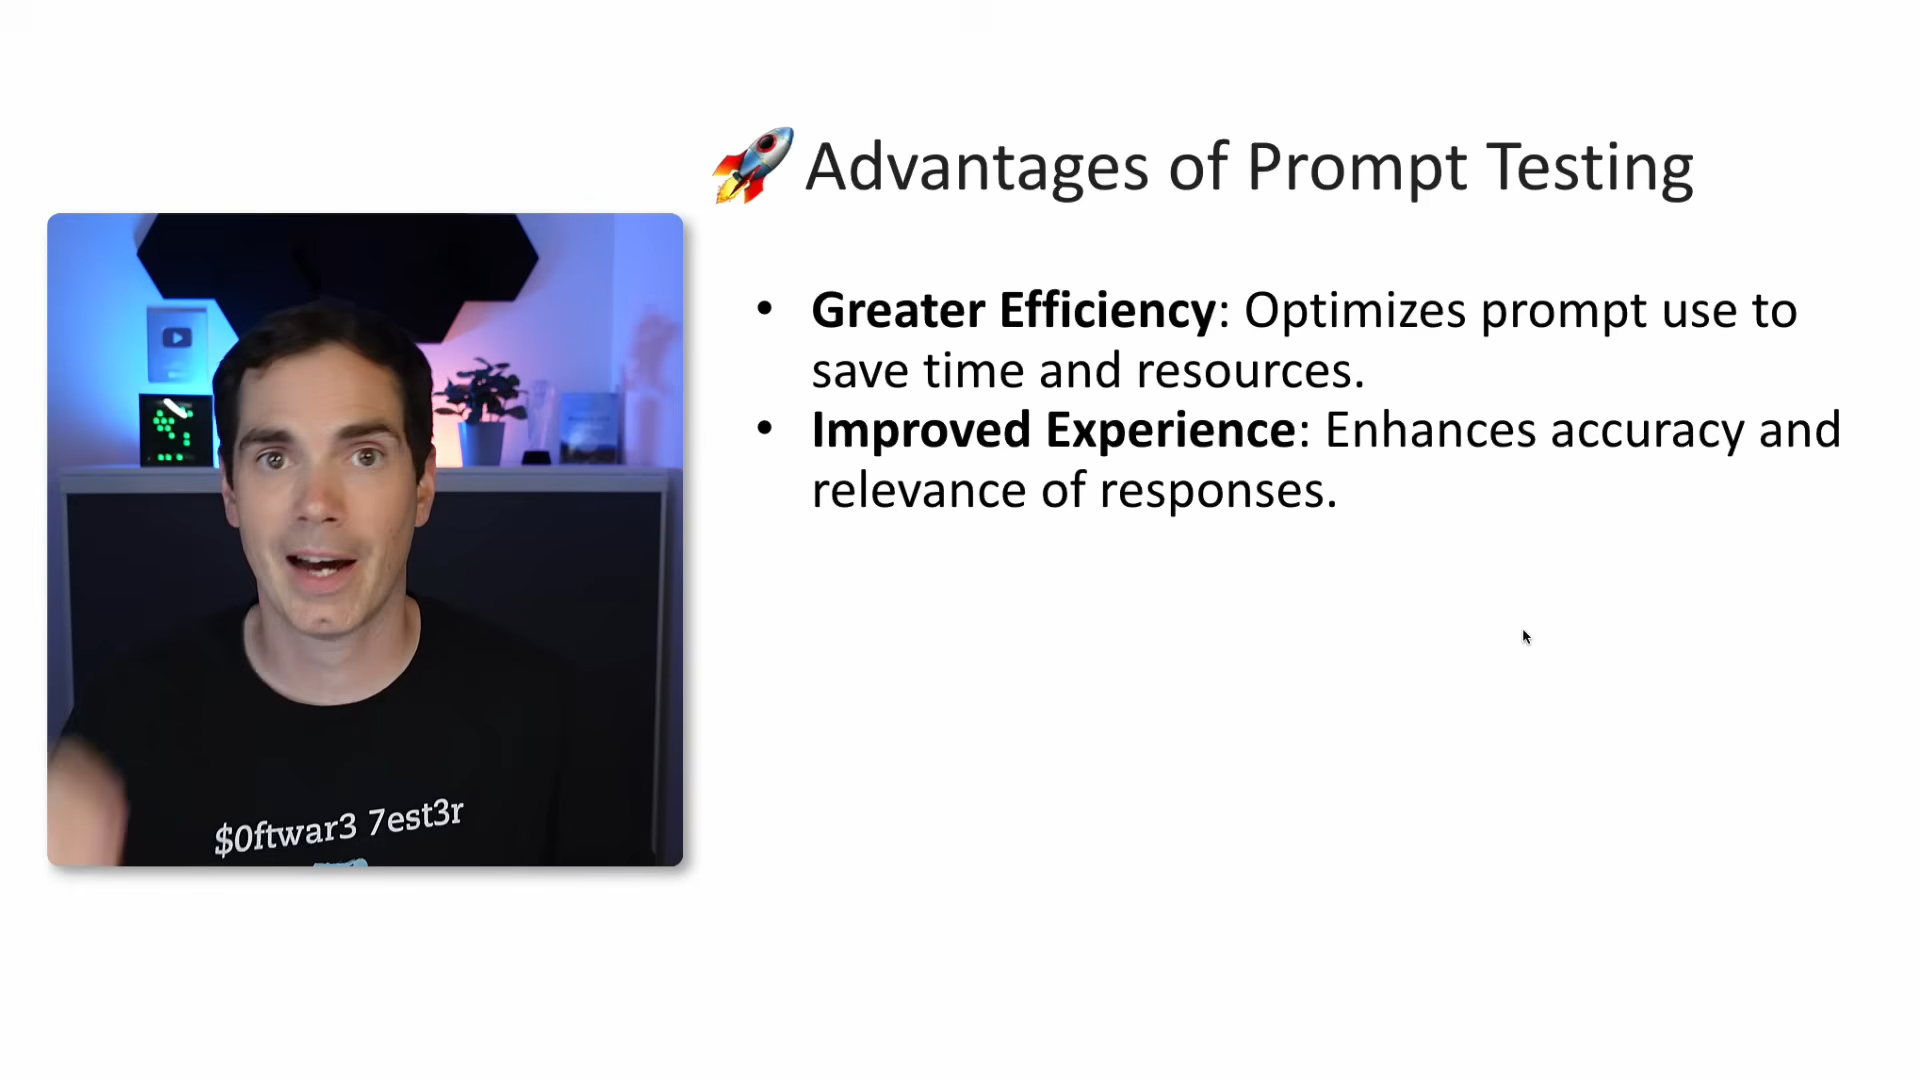 🚀 Advantages of Prompt Testing
• Greater Efficiency: Optimizes prompt use to
save time and resources.
• Improved Experience: Enhances accuracy and
relevance of responses.
$0ftwar3 7est3r